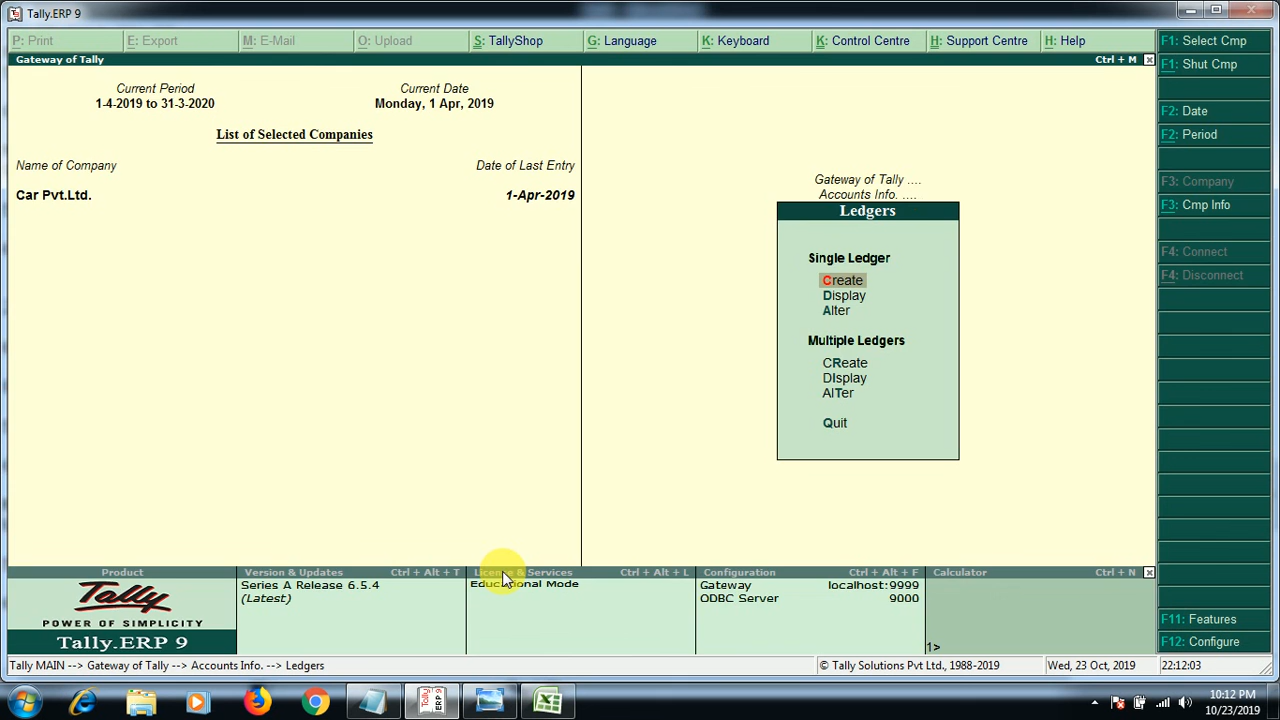 Tally.ERP 9
P: Print
E: Export
M: E-Mail
O: Upload
S: TallyShop
G: Language
K: Keyboard
K: Control Centre
H: Support Centre
H: Help
F1: Select Cmp
Gateway of Tally
Ctrl + M
F1: Shut Cmp
Current Period
Current Date
1-4-2019 to 31-3-2020
Monday, 1 Apr, 2019
F2: Date
List of Selected Companies
F2: Period
Name of Company
Date of Last Entry
Car Pvt.Ltd.
1-Apr-2019
Gateway of Tally ....
Accounts Info. ....
Ledgers
Single Ledger
Create
Display
Alter
Multiple Ledgers
CReate
DIsplay
AlTer
Quit
F3: Company
F3: Cmp Info
F4: Connect
F4: Disconnect
Product
Version & Updates
Ctrl + Alt + T
Licence & Services
Ctrl + Alt + L
Configuration
Ctrl + Alt + F
Calculator
Ctrl + N
Tally
POWER OF SIMPLICITY
Tally.ERP 9
Series A Release 6.5.4
(Latest)
Educational Mode
Gateway
localhost:9999
ODBC Server
9000
1>
F11: Features
F12: Configure
Tally MAIN --> Gateway of Tally --> Accounts Info. --> Ledgers
© Tally Solutions Pvt Ltd., 1988-2019
Wed, 23 Oct, 2019
22:12:03
10:12 PM
10/23/2019